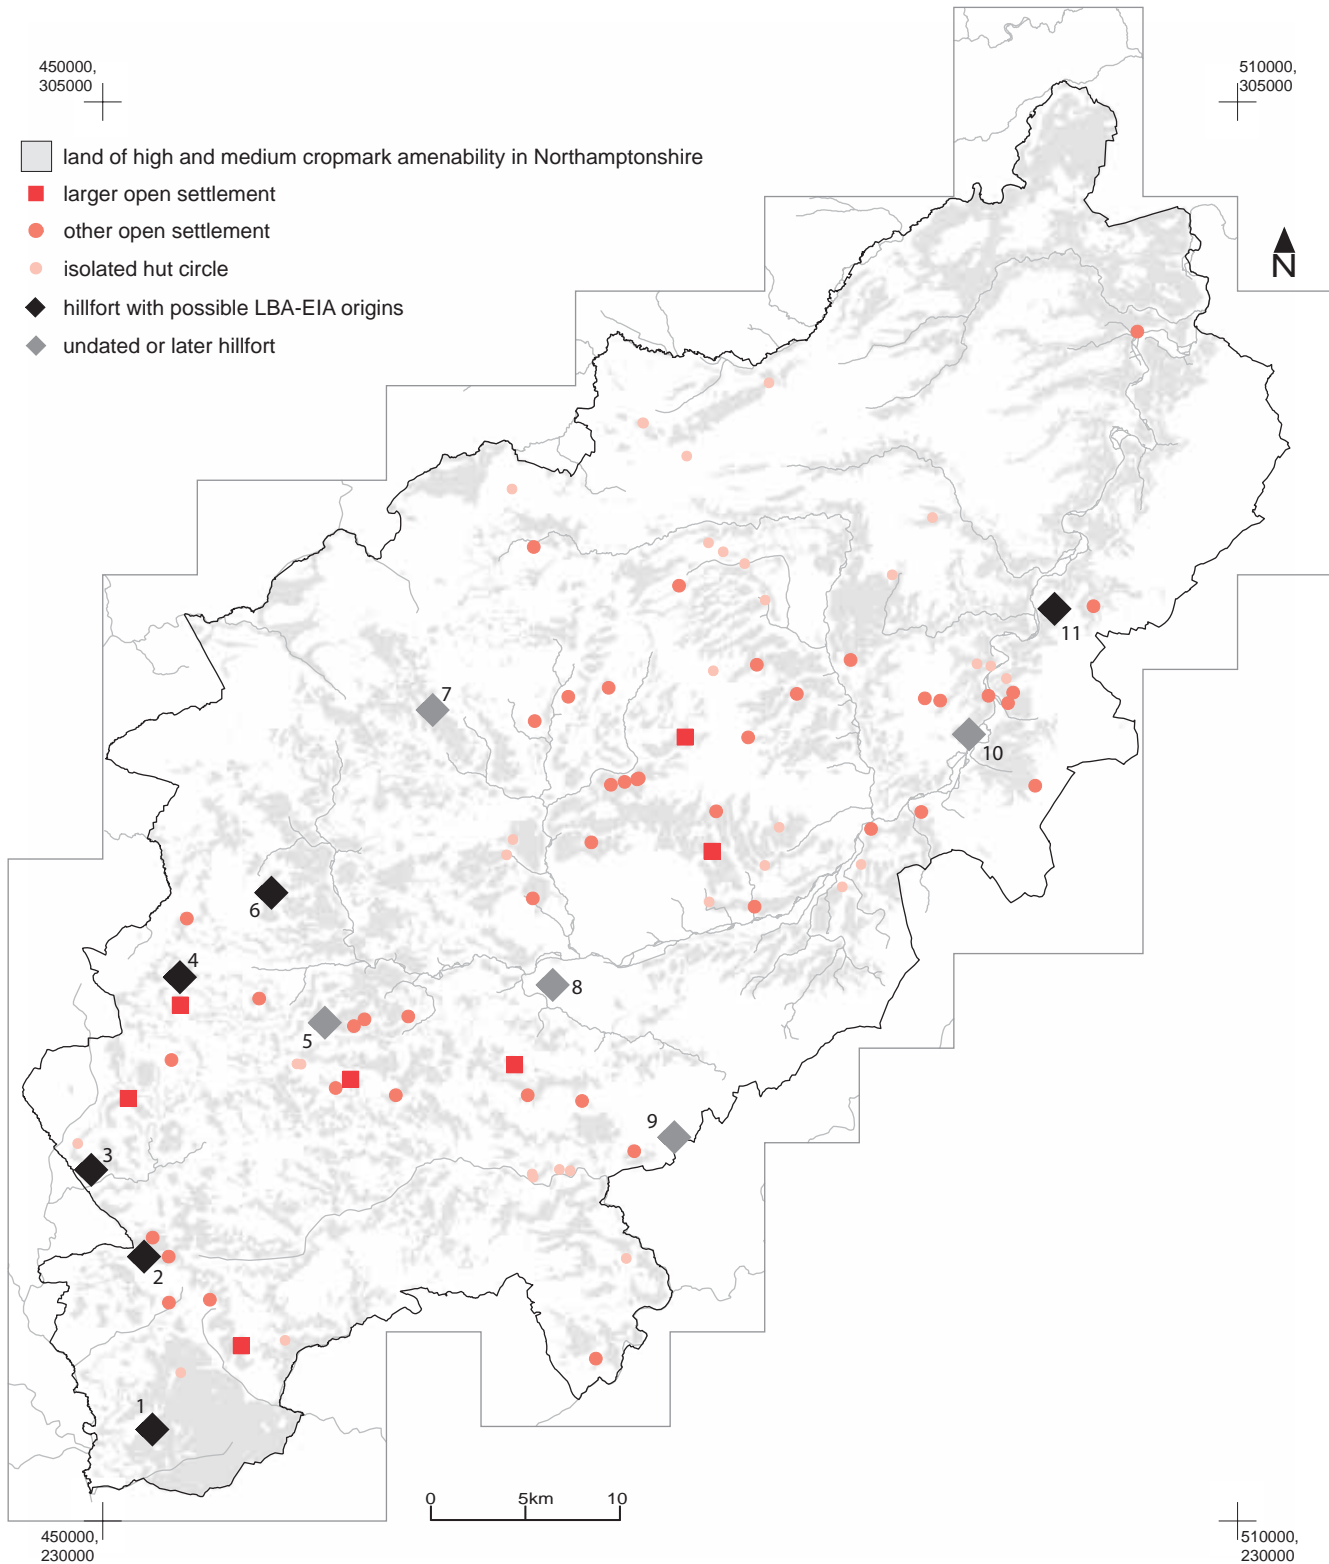 450000,
305000
510000,
305000
land of high and medium cropmark amenability in Northamptonshire
larger open settlement
other open settlement
isolated hut circle
hillfort with possible LBA-EIA origins
undated or later hillfort
N
11
7
10
6
4
8
5
9
3
2
1
0 5km 10
450000,
230000
510000,
230000